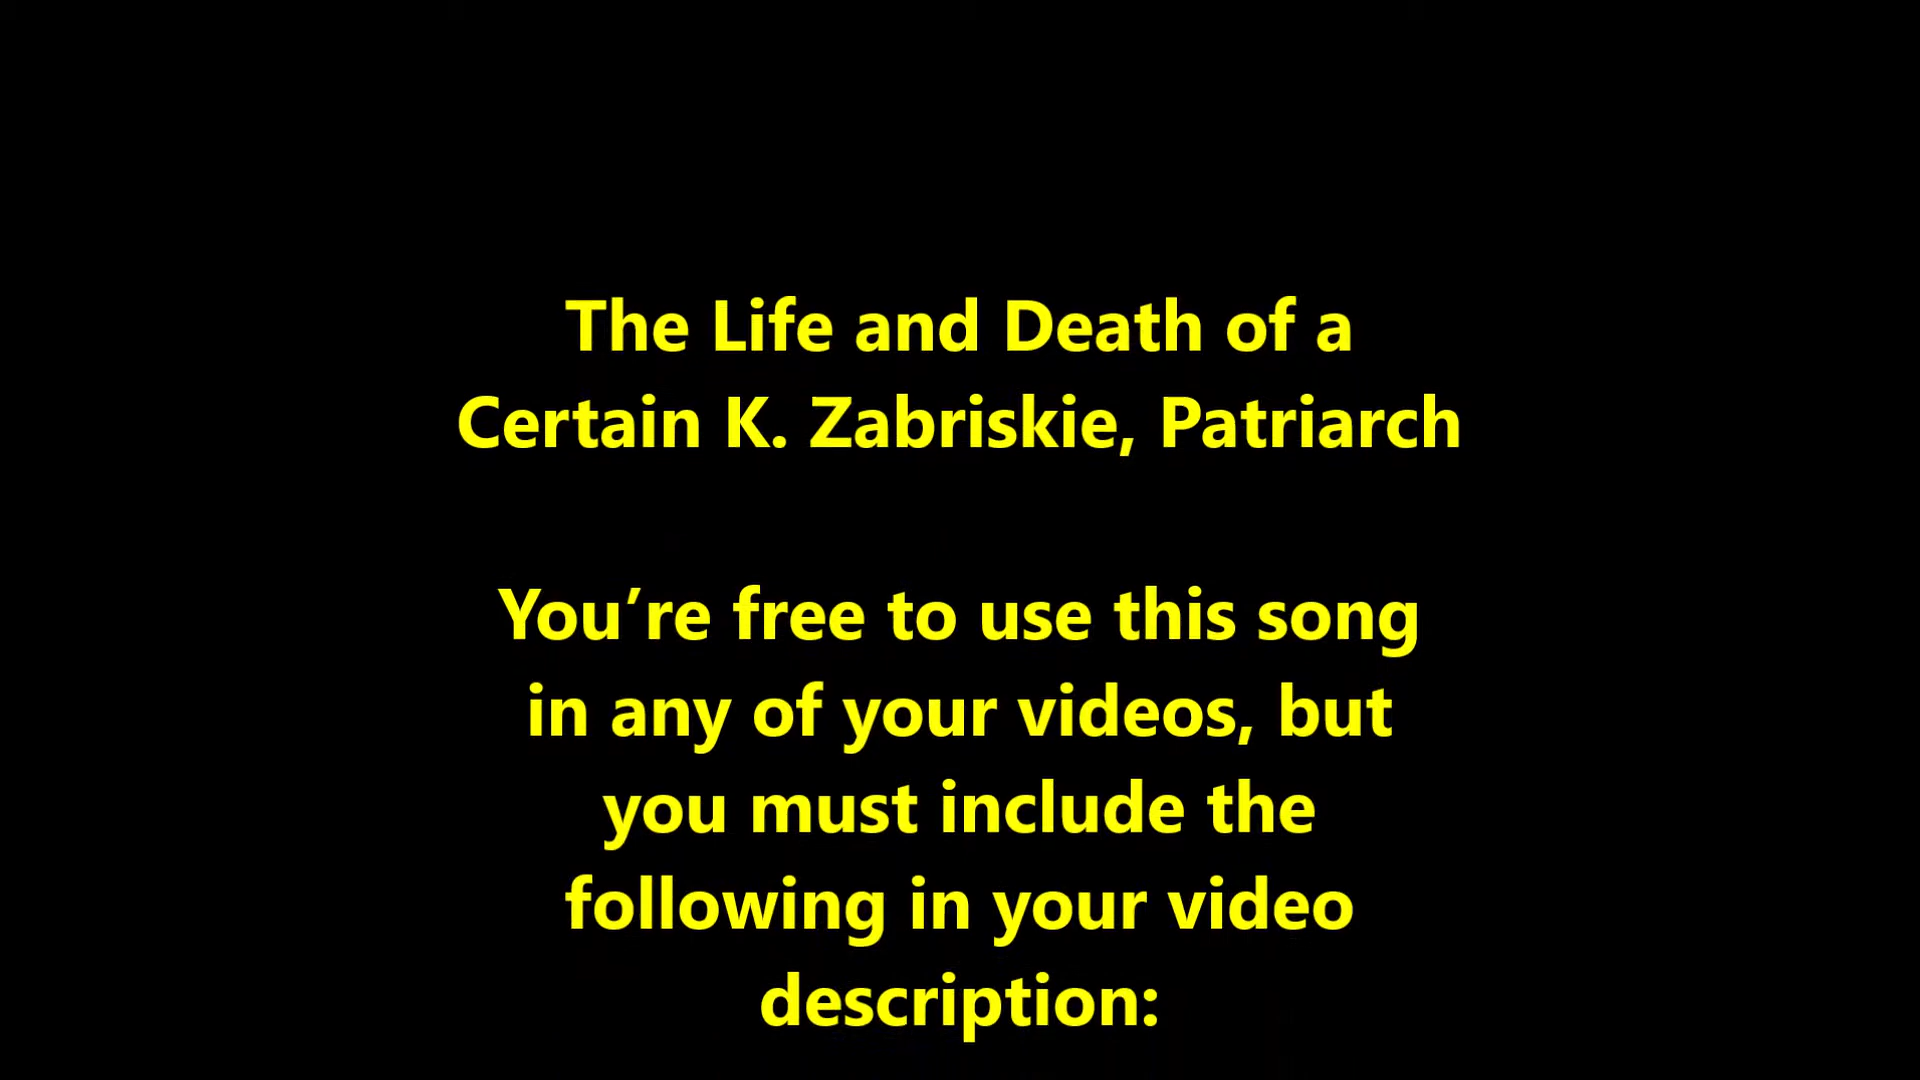 The Life and Death of a
Certain K. Zabriskie, Patriarch
You’re free to use this song
in any of your videos, but
you must include the
following in your video
description: